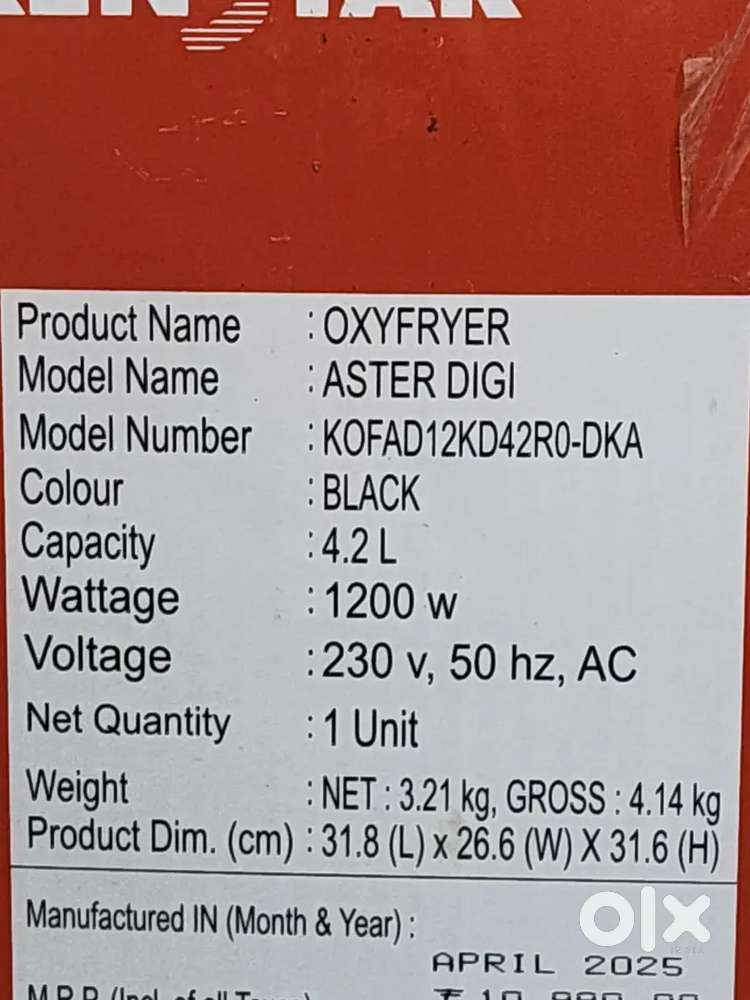 Product Name : OXYFRYER
Model Name : ASTER DIGI
Model Number : KOFAD12KD42R0-DKA
Colour : BLACK
Capacity : 4.2 L
Wattage : 1200 w
Voltage : 230 v, 50 hz, AC
Net Quantity : 1 Unit
Weight : NET : 3.21 kg, GROSS : 4.14 kg
Product Dim. (cm) : 31.8 (L) x 26.6 (W) X 31.6 (H)
Manufactured IN (Month & Year) :
APRIL 2025
olx